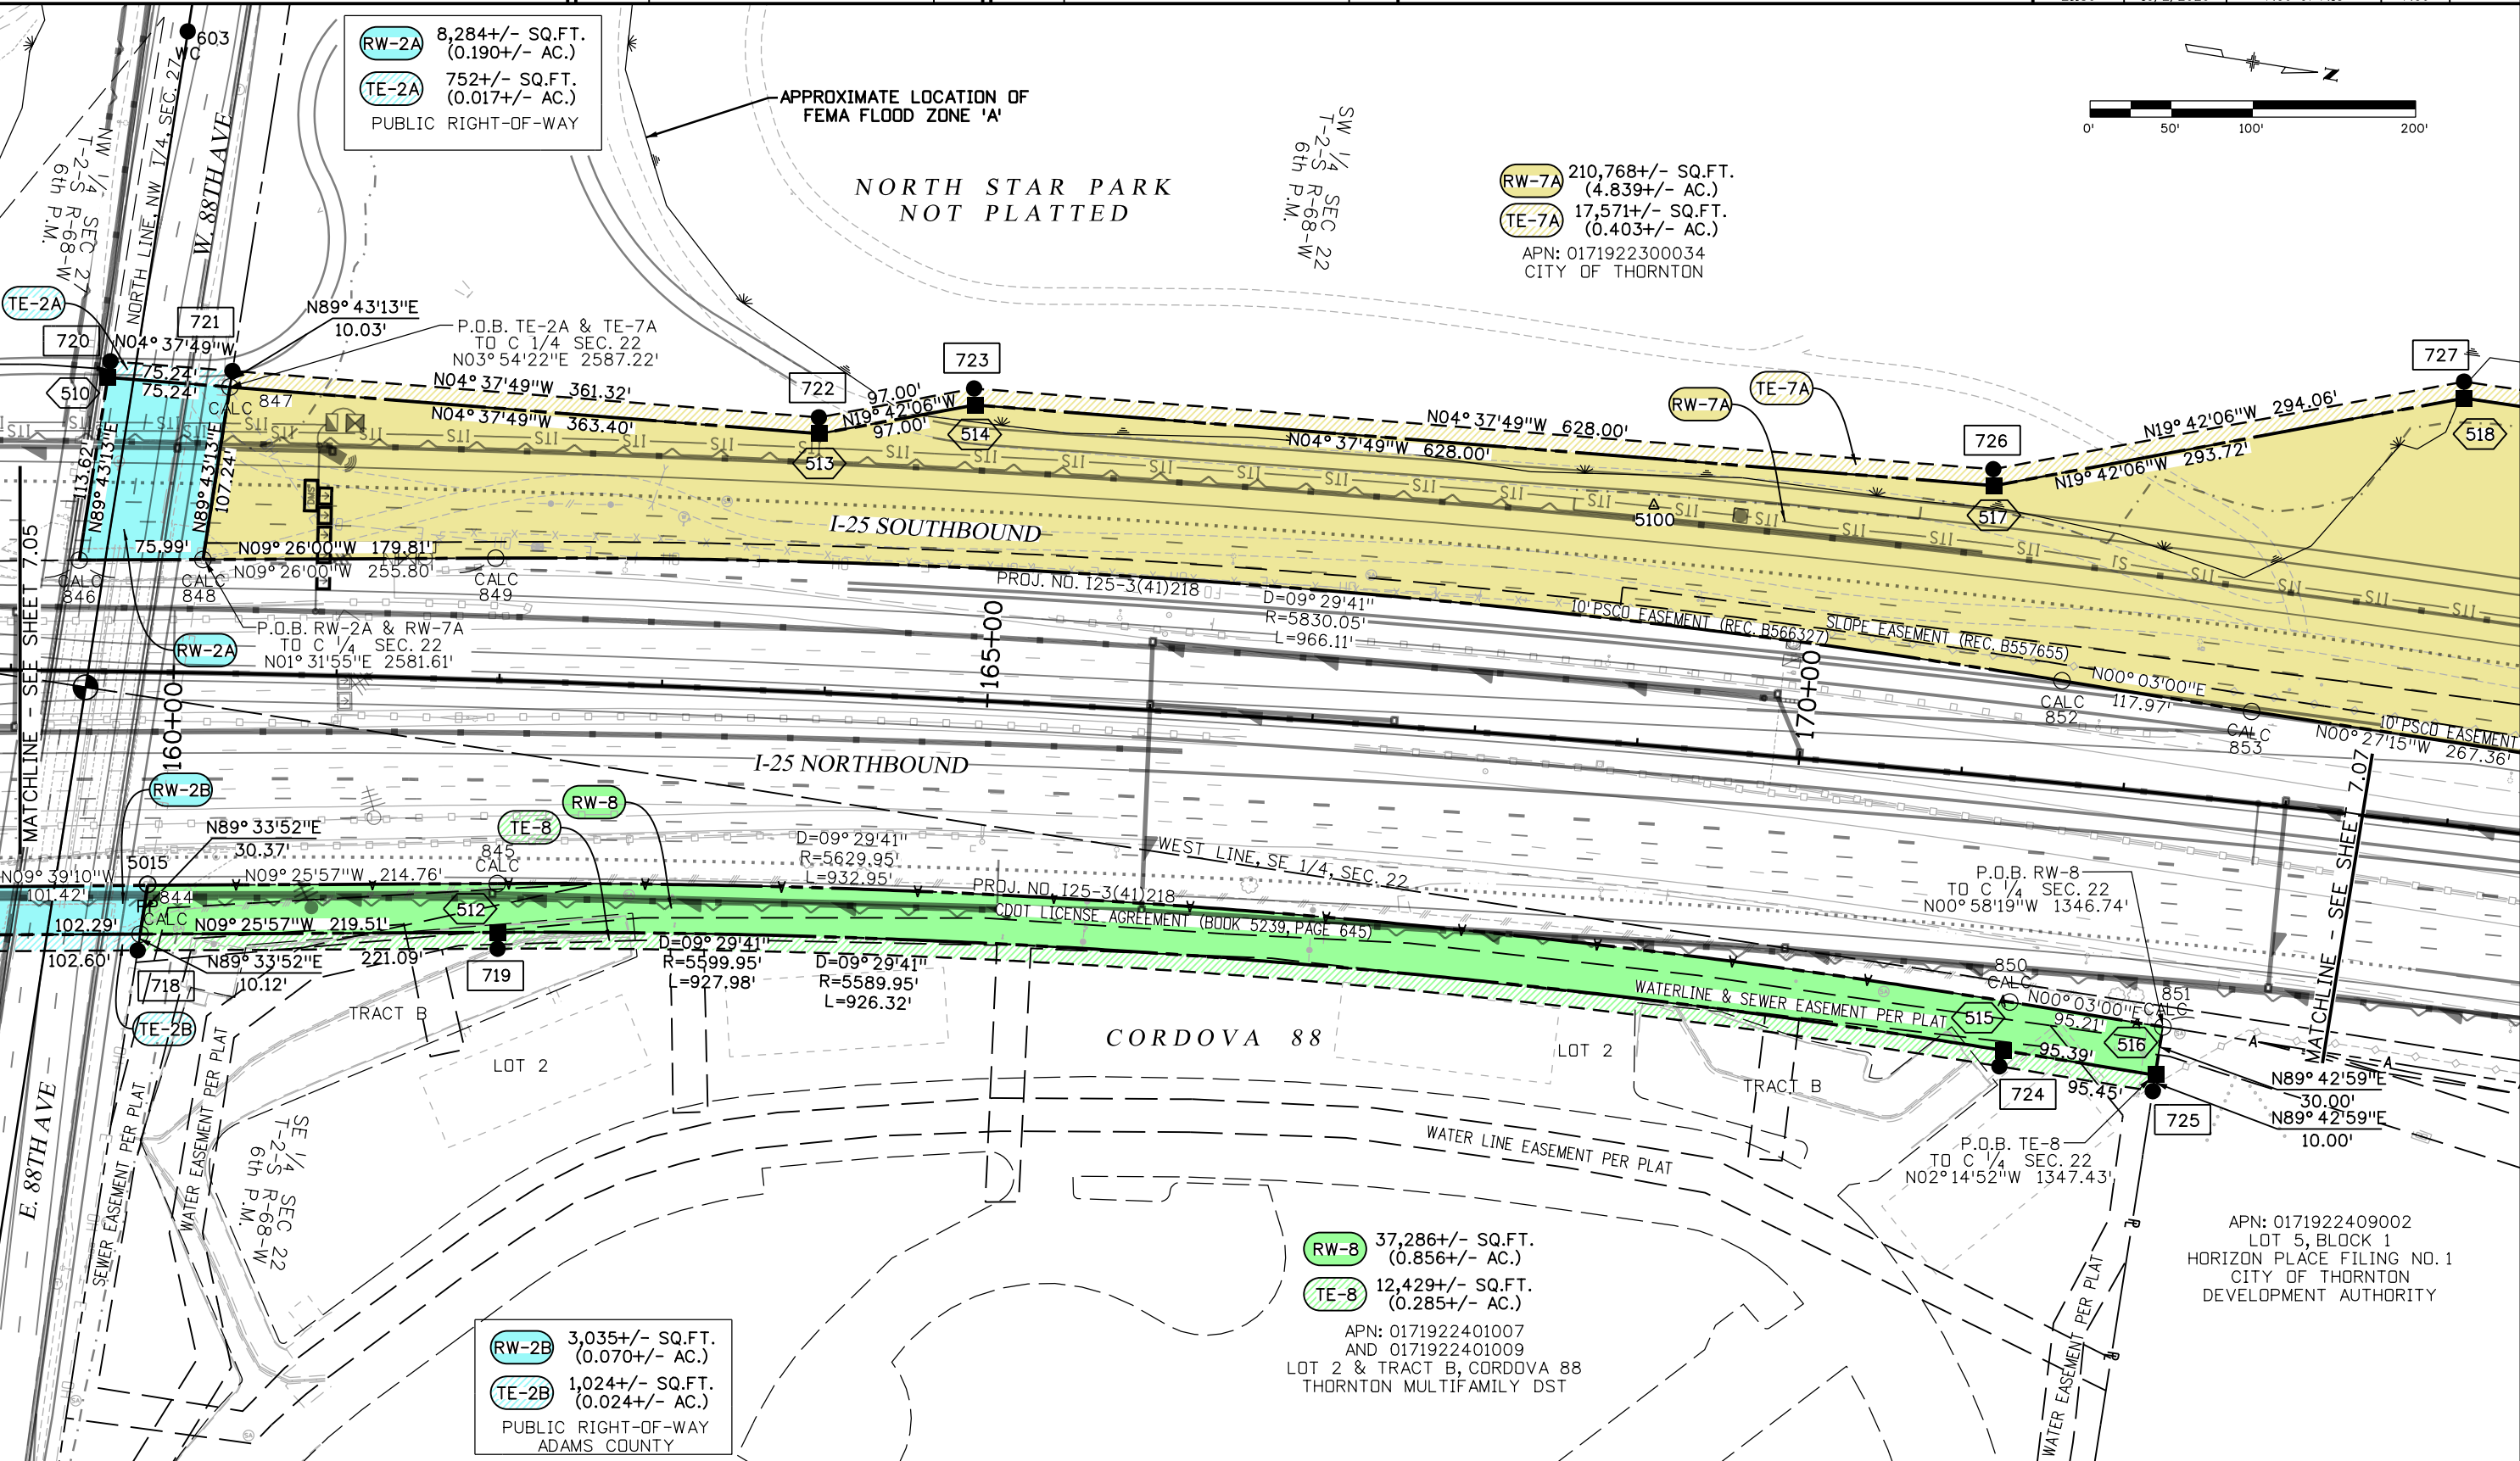 603
WC
RW-2A
8,284+/- SQ.FT.
(0.190+/- AC.)
TE-2A
752+/- SQ.FT.
(0.017+/- AC.)
PUBLIC RIGHT-OF-WAY
APPROXIMATE LOCATION OF
FEMA FLOOD ZONE 'A'
NORTH STAR PARK
NOT PLATTED
SW 1/4 SEC 22
T-2-S R-68-W
6th P.M.
RW-7A
210,768+/- SQ.FT.
(4.839+/- AC.)
TE-7A
17,571+/- SQ.FT.
(0.403+/- AC.)
APN: 0171922300034
CITY OF THORNTON
N
0' 50' 100' 200'
NW 1/4 SEC 27
T-2-S R-68-W
6th P.M.
NORTH LINE, NW 1/4, SEC. 27
W. 88TH AVE
TE-2A
720
721
N04°37'49"W
75.24'
75.24'
510
N89°43'13"E
10.03'
P.O.B. TE-2A & TE-7A
TO C 1/4 SEC. 22
N03°54'22"E 2587.22'
CALC 847
N04°37'49"W 361.32'
N04°37'49"W 363.40'
722
513
97.00'
N19°42'06"W
97.00'
723
514
N04°37'49"W 628.00'
N04°37'49"W 628.00'
RW-7A
TE-7A
726
517
N19°42'06"W 294.06'
N19°42'06"W 293.72'
727
518
ITS
5100
DMS
113.62'
N89°43'13"E
N89°43'13"E
107.24'
75.99'
CALC
846
CALC
848
N09°26'00"W 179.81'
N09°26'00"W 255.80'
CALC
849
I-25 SOUTHBOUND
PROJ. NO. I25-3(41)218
D=09°29'41"
R=5830.05'
L=966.11'
10' PSCO EASEMENT (REC. B566327)
SLOPE EASEMENT (REC. B557655)
N00°03'00"E
117.97'
CALC
852
CALC
853
10' PSCO EASEMENT
N00°27'15"W 267.36'
P.O.B. RW-2A & RW-7A
TO C 1/4 SEC. 22
N01°31'55"E 2581.61'
RW-2A
MATCHLINE - SEE SHEET 7.05
160+00
165+00
170+00
I-25 NORTHBOUND
MATCHLINE - SEE SHEET 7.07
RW-2B
RW-8
TE-8
N89°33'52"E
30.37'
5015
N09°39'10"W
101.42'
N09°25'57"W 214.76'
845
CALC
844
CALC
512
102.29'
102.60'
N09°25'57"W 219.51'
N89°33'52"E
10.12'
221.09'
718
719
TE-2B
D=09°29'41"
R=5629.95'
L=932.95'
PROJ. NO. I25-3(41)218
CDOT LICENSE AGREEMENT (BOOK 5239, PAGE 645)
WEST LINE, SE 1/4, SEC. 22
D=09°29'41"
R=5599.95'
L=927.98'
D=09°29'41"
R=5589.95'
L=926.32'
WATERLINE & SEWER EASEMENT PER PLAT
P.O.B. RW-8
TO C 1/4 SEC. 22
N00°58'19"W 1346.74'
850
CALC
N00°03'00"E
95.21'
851
CALC
515
516
95.39'
95.45'
724
725
N89°42'59"E
30.00'
N89°42'59"E
10.00'
P.O.B. TE-8
TO C 1/4 SEC. 22
N02°14'52"W 1347.43'
TRACT B
LOT 2
CORDOVA 88
LOT 2
TRACT B
WATER LINE EASEMENT PER PLAT
E. 88TH AVE
SEWER EASEMENT PER PLAT
WATER EASEMENT PER PLAT
SE 1/4 SEC 22
T-2-S R-68-W
6th P.M.
RW-8
37,286+/- SQ.FT.
(0.856+/- AC.)
TE-8
12,429+/- SQ.FT.
(0.285+/- AC.)
APN: 0171922401007
AND 0171922401009
LOT 2 & TRACT B, CORDOVA 88
THORNTON MULTIFAMILY DST
APN: 0171922409002
LOT 5, BLOCK 1
HORIZON PLACE FILING NO. 1
CITY OF THORNTON
DEVELOPMENT AUTHORITY
WATER EASEMENT PER PLAT
RW-2B
3,035+/- SQ.FT.
(0.070+/- AC.)
TE-2B
1,024+/- SQ.FT.
(0.024+/- AC.)
PUBLIC RIGHT-OF-WAY
ADAMS COUNTY